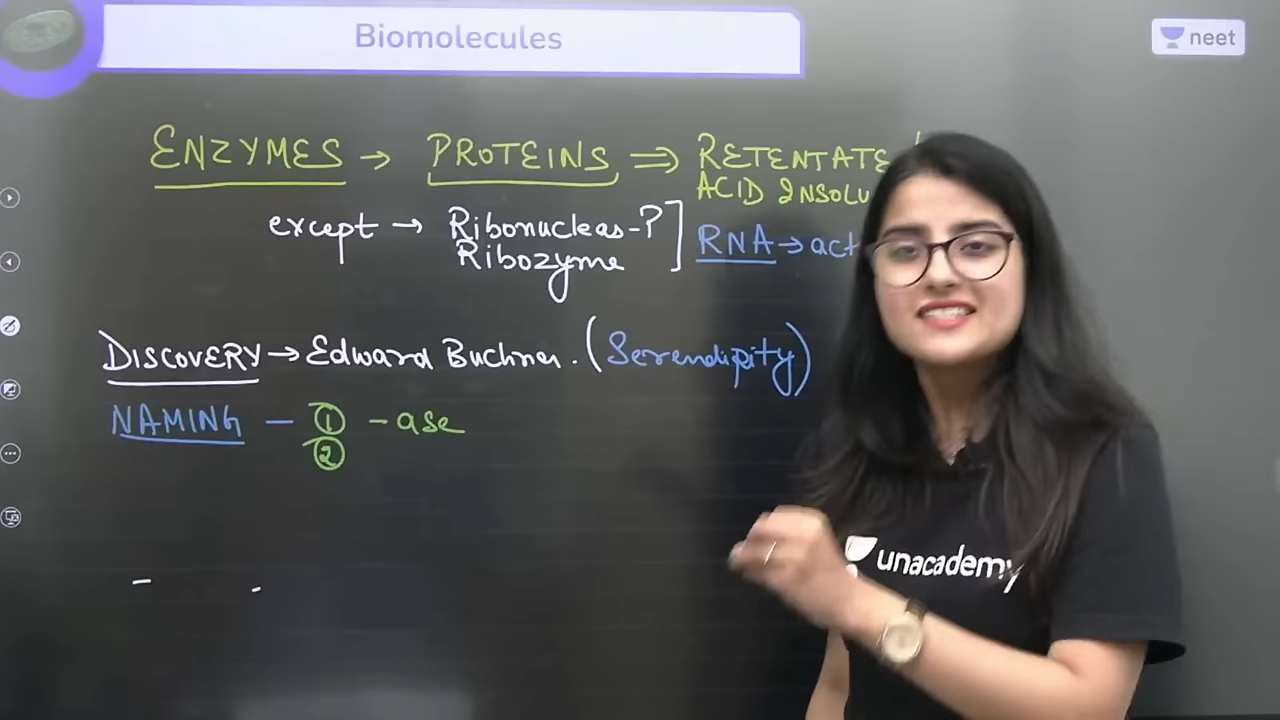 Biomolecules
neet
ENZYMES → PROTEINS ⇒ RETENTATE
ACID INSOLU
except → Ribonucleas-P ] RNA → act
Ribozyme
DISCOVERY → Edward Buchner. (Serendipity)
NAMING - ① - ase
②
unacademy